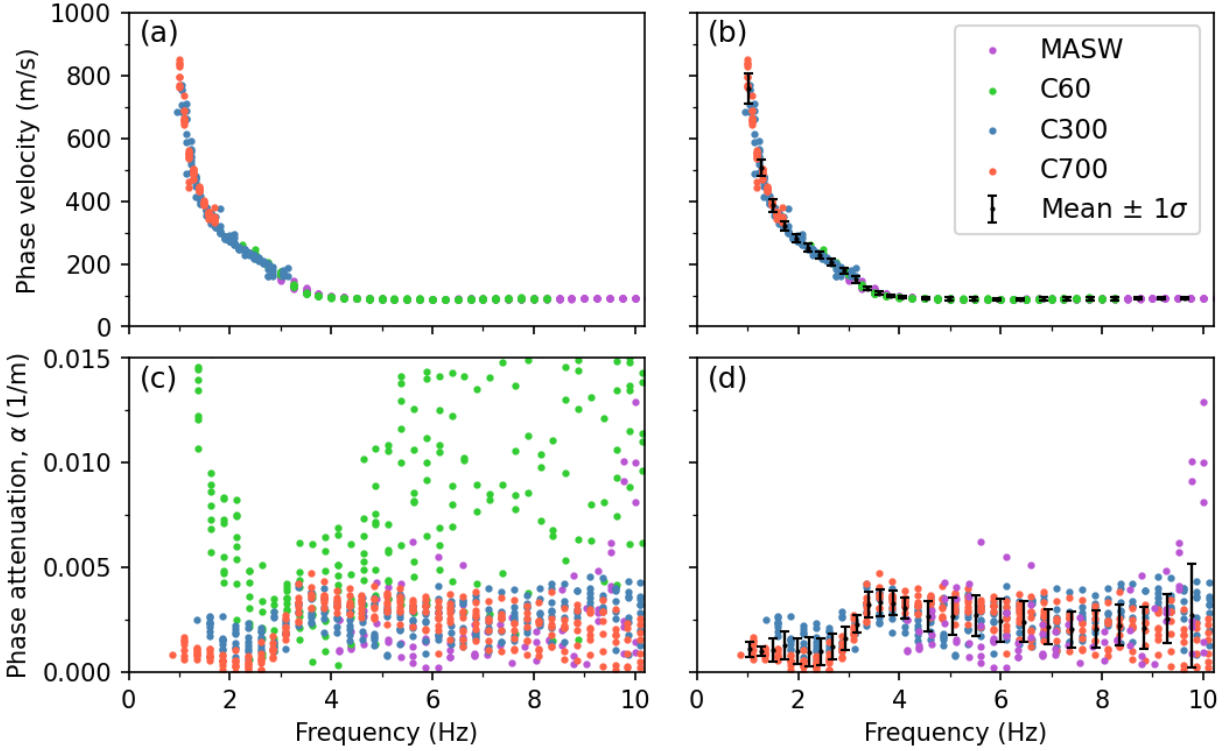 (a)
1000
800
600
400
200
0
Phase velocity (m/s)
(b)
MASW
C60
C300
C700
Mean ± 1σ
(c)
0.015
0.010
0.005
0.000
Phase attenuation, α (1/m)
0 2 4 6 8 10
Frequency (Hz)
(d)
0 2 4 6 8 10
Frequency (Hz)